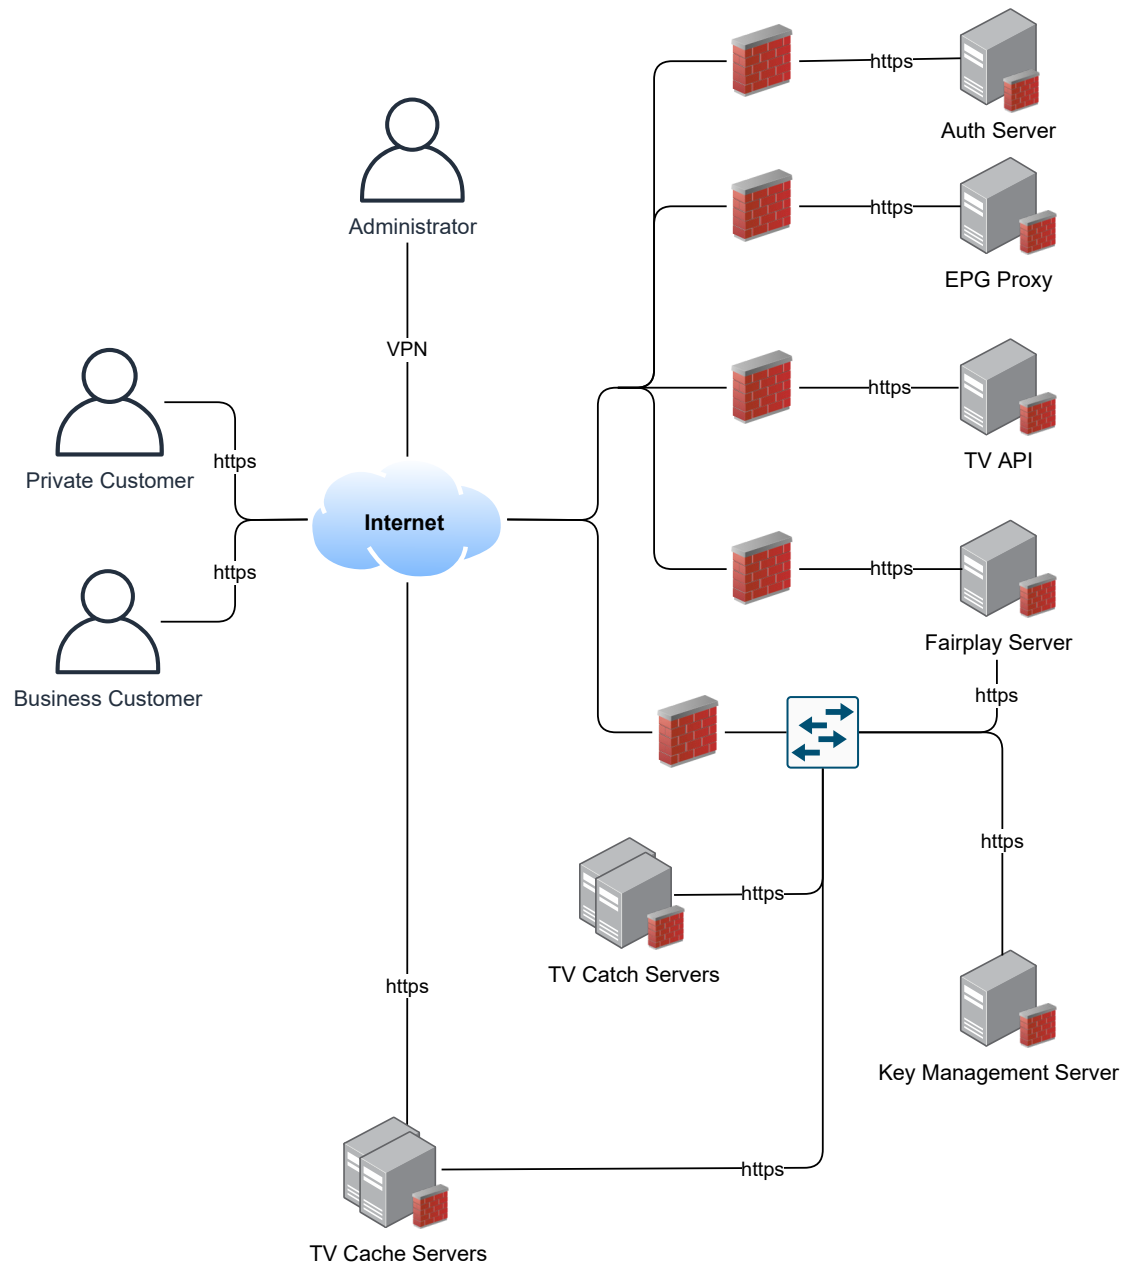 https
Auth Server
Administrator
https
EPG Proxy
VPN
https
TV API
https
Private Customer
Internet
https
https
Fairplay Server
Business Customer
https
https
https
TV Catch Servers
https
Key Management Server
https
TV Cache Servers